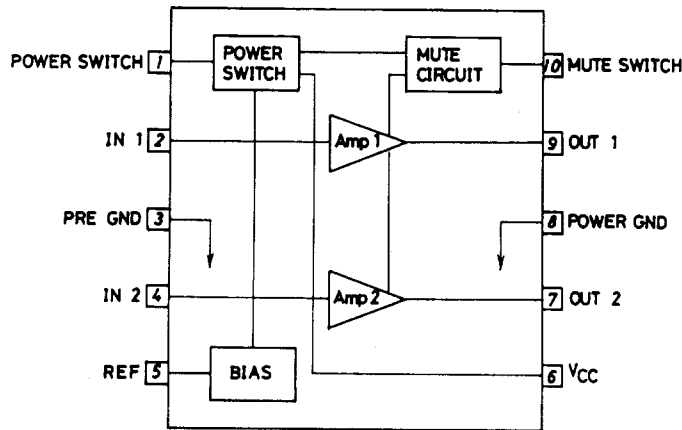 POWER SWITCH 1
POWER
SWITCH
MUTE
CIRCUIT
10 MUTE SWITCH
IN 1 2
Amp 1
9 OUT 1
PRE GND 3
8 POWER GND
IN 2 4
Amp 2
7 OUT 2
REF 5
BIAS
6 VCC